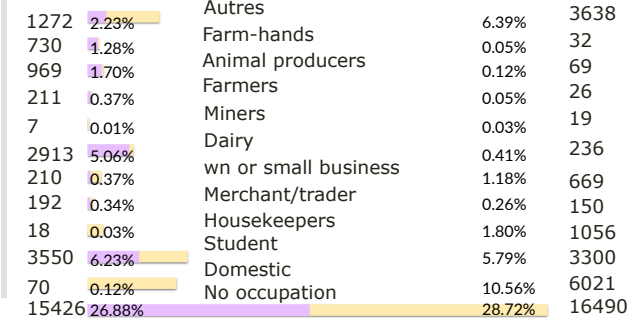 1272 2.23% Autres 6.39% 3638
730 1.28% Farm-hands 0.05% 32
969 1.70% Animal producers 0.12% 69
211 0.37% Farmers 0.05% 26
7 0.01% Miners 0.03% 19
2913 5.06% Dairy 0.41% 236
210 0.37% wn or small business 1.18% 669
192 0.34% Merchant/trader 0.26% 150
18 0.03% Housekeepers 1.80% 1056
3550 6.23% Student 5.79% 3300
70 0.12% Domestic 10.56% 6021
15426 26.88% No occupation 28.72% 16490